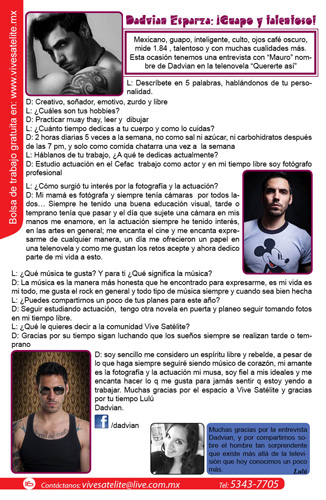 Bolsa de trabajo gratuita en: www.vivesatelite.mx
Dadvian Esparza: ¡Guapo y talentoso!
Mexicano, guapo, inteligente, culto, ojos café oscuro,
mide 1.84 , talentoso y con muchas cualidades más.
Esta ocasión tenemos una entrevista con "Mauro" nom-
bre de Dadvian en la telenovela "Quererte así"
L: Descríbete en 5 palabras, hablándonos de tu perso-
nalidad.
D: Creativo, soñador, emotivo, zurdo y libre
L: ¿Cuáles son tus hobbies?
D: Practicar muay thay, leer y dibujar
L: ¿Cuánto tiempo dedicas a tu cuerpo y como lo cuidas?
D: 2 horas diarias 5 veces a la semana, no como sal ni azúcar, ni carbohidratos después
de las 7 pm, y solo como comida chatarra una vez a la semana
L: Háblanos de tu trabajo, ¿A qué te dedicas actualmente?
D: Estudio actuación en el Cefac trabajo como actor y en mi tiempo libre soy fotógrafo
profesional
L: ¿Cómo surgió tu interés por la fotografía y la actuación?
D: Mi mamá es fotógrafa y siempre tenía cámaras por todos la-
dos… Siempre he tenido una buena educación visual, tarde o
temprano tenía que pasar y el día que sujete una cámara en mis
manos me enamore, en la actuación siempre he tenido interés,
en las artes en general; me encanta el cine y me encanta expre-
sarme de cualquier manera, un día me ofrecieron un papel en
una telenovela y como me gustan los retos acepte y ahora dedico
parte de mi vida a esto.
L: ¿Qué música te gusta? Y para ti ¿Qué significa la música?
D: La música es la manera más honesta que he encontrado para expresarme, es mi vida es
mi todo, me gusta el rock en general y todo tipo de música siempre y cuando sea bien hecha
L: ¿Puedes compartirnos un poco de tus planes para este año?
D: Seguir estudiando actuación, tengo otra novela en puerta y planeo seguir tomando fotos
en mi tiempo libre.
L: ¿Qué le quieres decir a la comunidad Vive Satélite?
D: Gracias por su tiempo sigan luchando que los sueños siempre se realizan tarde o tem-
prano
D: soy sencillo me considero un espíritu libre y rebelde, a pesar de
lo que haga siempre seguiré siendo músico de corazón, mi amante
es la fotografía y la actuación mi musa, soy fiel a mis ideales y me
encanta hacer lo q me gusta para jamás sentir q estoy yendo a
trabajar. Muchas gracias por el espacio a Vive Satélite y gracias
por tu tiempo Lulú
Dadvian.
f /dadvian
Muchas gracias por la entrevista
Dadvian, y por compartirnos so-
bre el hombre tan sorprendente
que existe más allá de la televi-
sión que hoy conocimos un poco
más.
Lulú
16
Contáctanos: vivesatelite@live.com.mx
Tel: 5343-7705